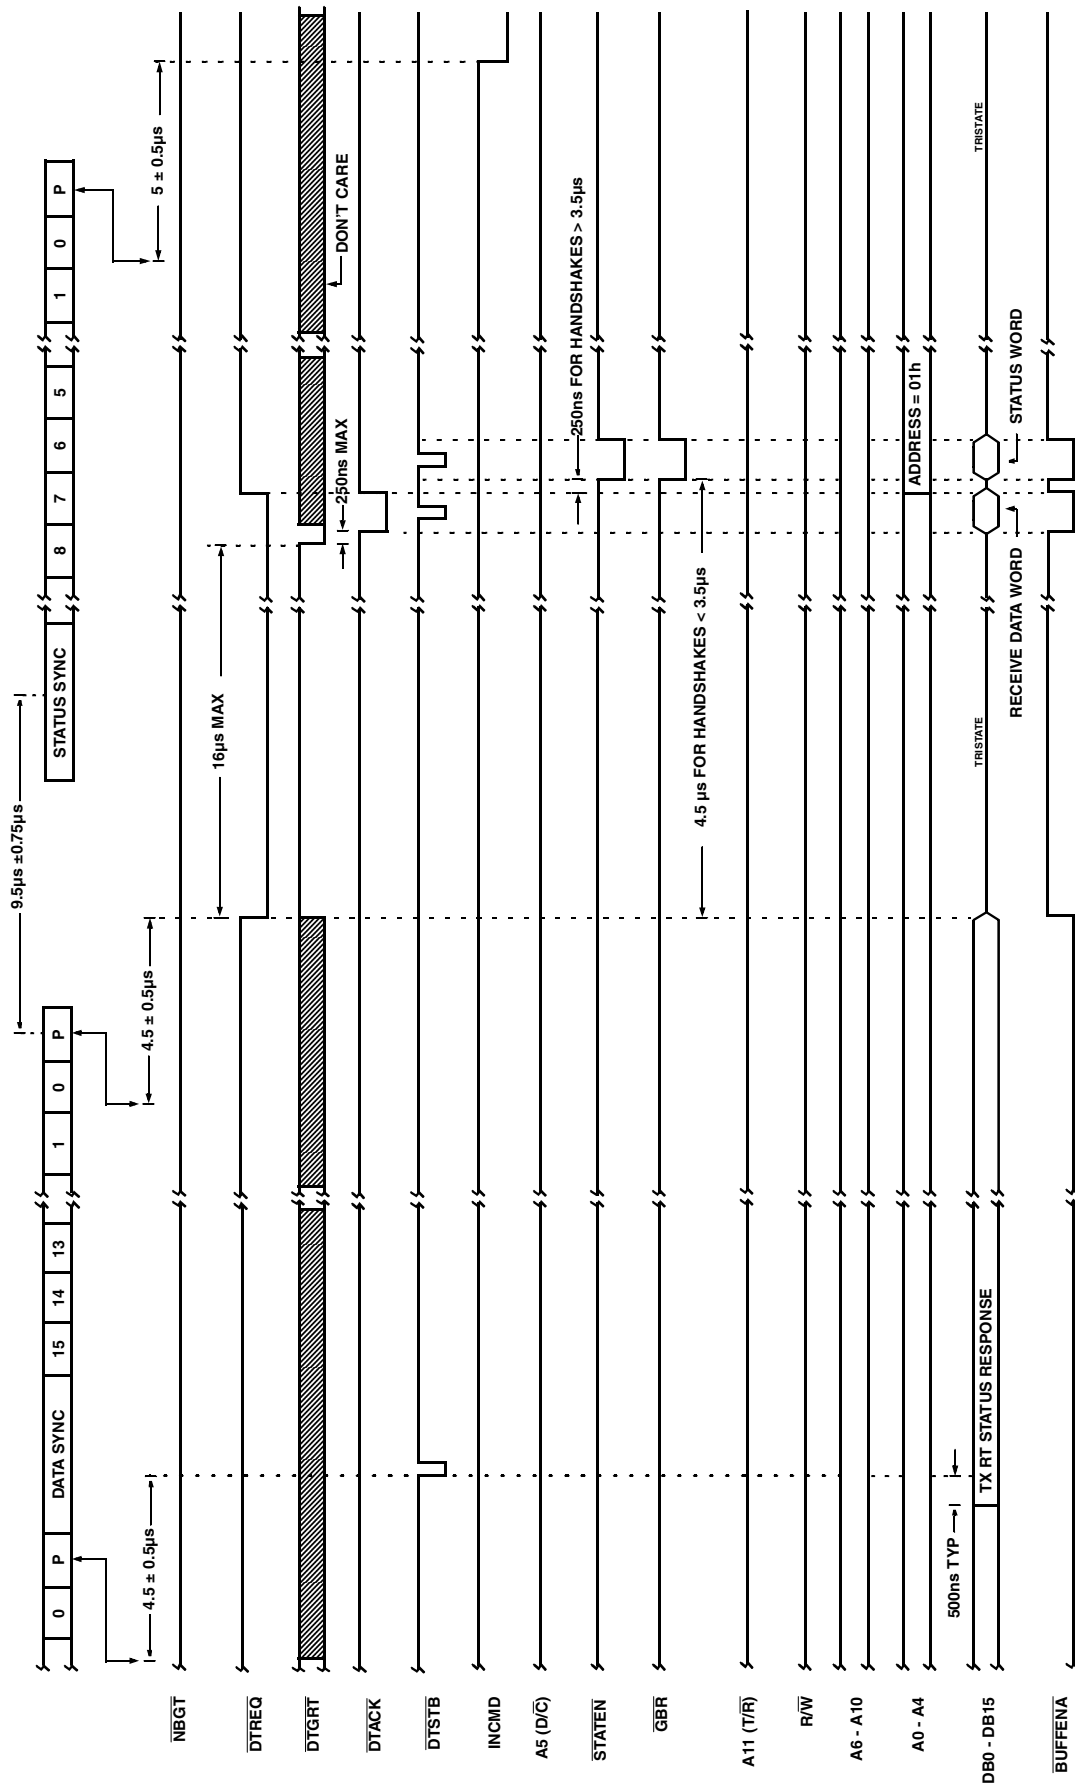 0 P DATA SYNC 15 14 13 1 0 P STATUS SYNC 8 7 6 5 1 0 P
9.5µs ±0.75µs
4.5 ± 0.5µs
4.5 ± 0.5µs
5 ± 0.5µs
NBGT
16µs MAX
DTREQ
DTGRT
DON'T CARE
250ns MAX
DTACK
DTSTB
INCMD
A5 (D/C)
250ns FOR HANDSHAKES > 3.5µs
STATEN
GBR
4.5 µs FOR HANDSHAKES < 3.5µs
A11 (T/R)
R/W
A6 - A10
A0 - A4
ADDRESS = 01h
500ns TYP
DB0 - DB15
TX RT STATUS RESPONSE
TRISTATE
TRISTATE
RECEIVE DATA WORD
STATUS WORD
BUFFENA